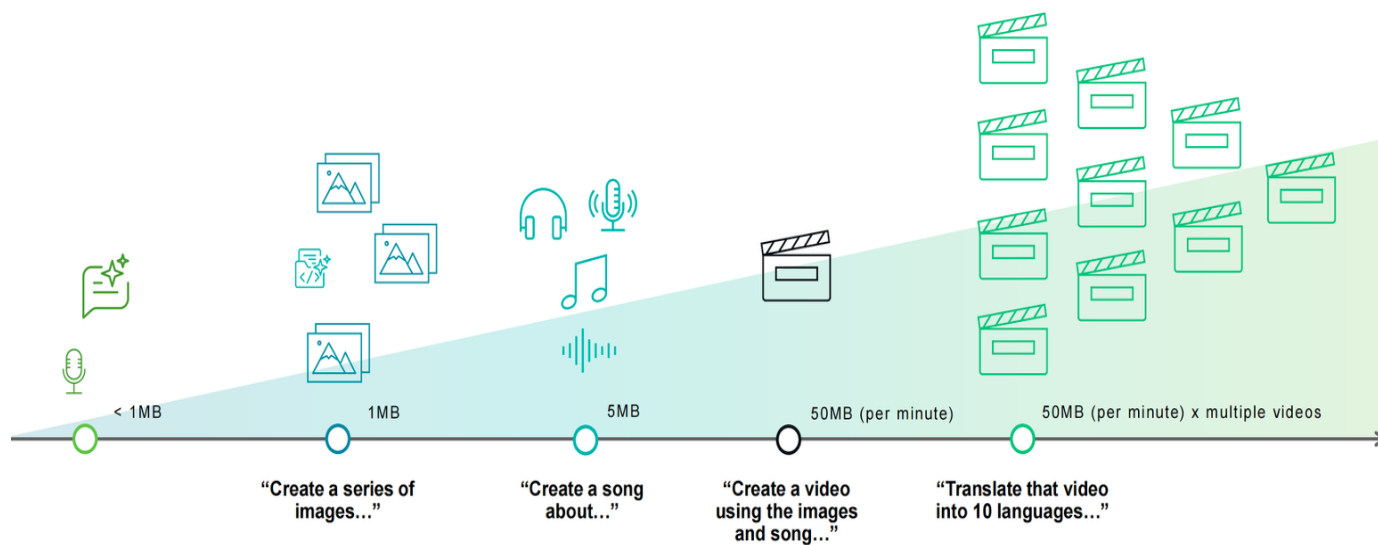 < 1MB
1MB
5MB
50MB (per minute)
50MB (per minute) x multiple videos
“Create a series of
images…”
“Create a song
about…”
“Create a video
using the images
and song…”
“Translate that video
into 10 languages…”